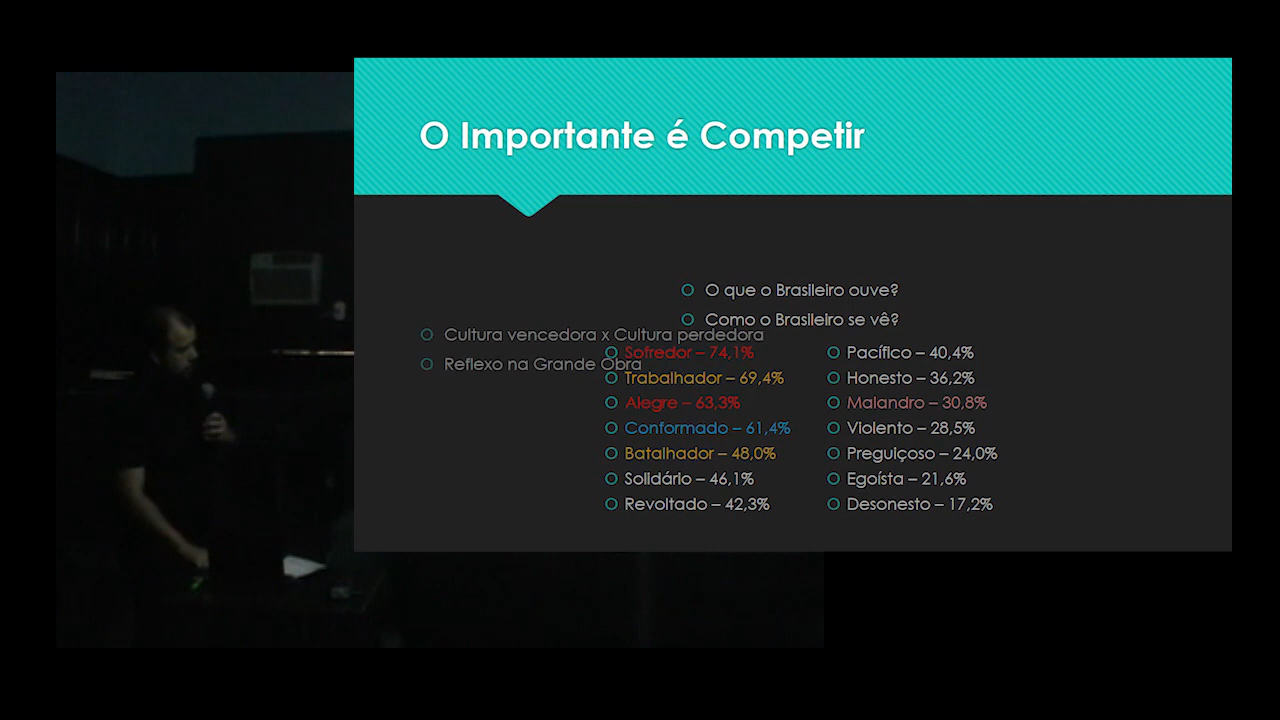 O Importante é Competir
O que o Brasileiro ouve?
Como o Brasileiro se vê?
Cultura vencedora x Cultura perdedora
Reflexo na Grande Obra
Sofredor – 74,1%
Trabalhador – 69,4%
Alegre – 63,3%
Conformado – 61,4%
Batalhador – 48,0%
Solidário – 46,1%
Revoltado – 42,3%
Pacífico – 40,4%
Honesto – 36,2%
Malandro – 30,8%
Violento – 28,5%
Preguiçoso – 24,0%
Egoísta – 21,6%
Desonesto – 17,2%